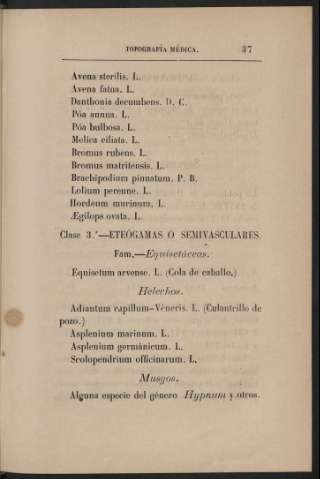 TOPOGRAFÍA MÉDICA. 37
Avena sterilis. L.
Avena fatua. L.
Danthonia decumbens. D. C.
Póa annua. L.
Póa bulbosa. L.
Melica ciliata. L.
Bromus rubens. L.
Bromus matritensis. L.
Brachipodium pinnatum. P. B.
Lolium perenne. L.
Hordeum murinum. L.
Ægilops ovata. L.
Clase 3.ª—ETEÓGAMAS Ó SEMIVASCULARES.
Fam.—Equisetáceas.
Equisetum arvense. L. (Cola de caballo.)
Helechos.
Adiantum capillum-Véneris. L. (Culantrillo de
pozo.)
Asplenium marinum. L.
Asplenium germánicum. L.
Scolopendrium officinarum. L.
Musgos.
Alguna especie del género Hypnum y otros.